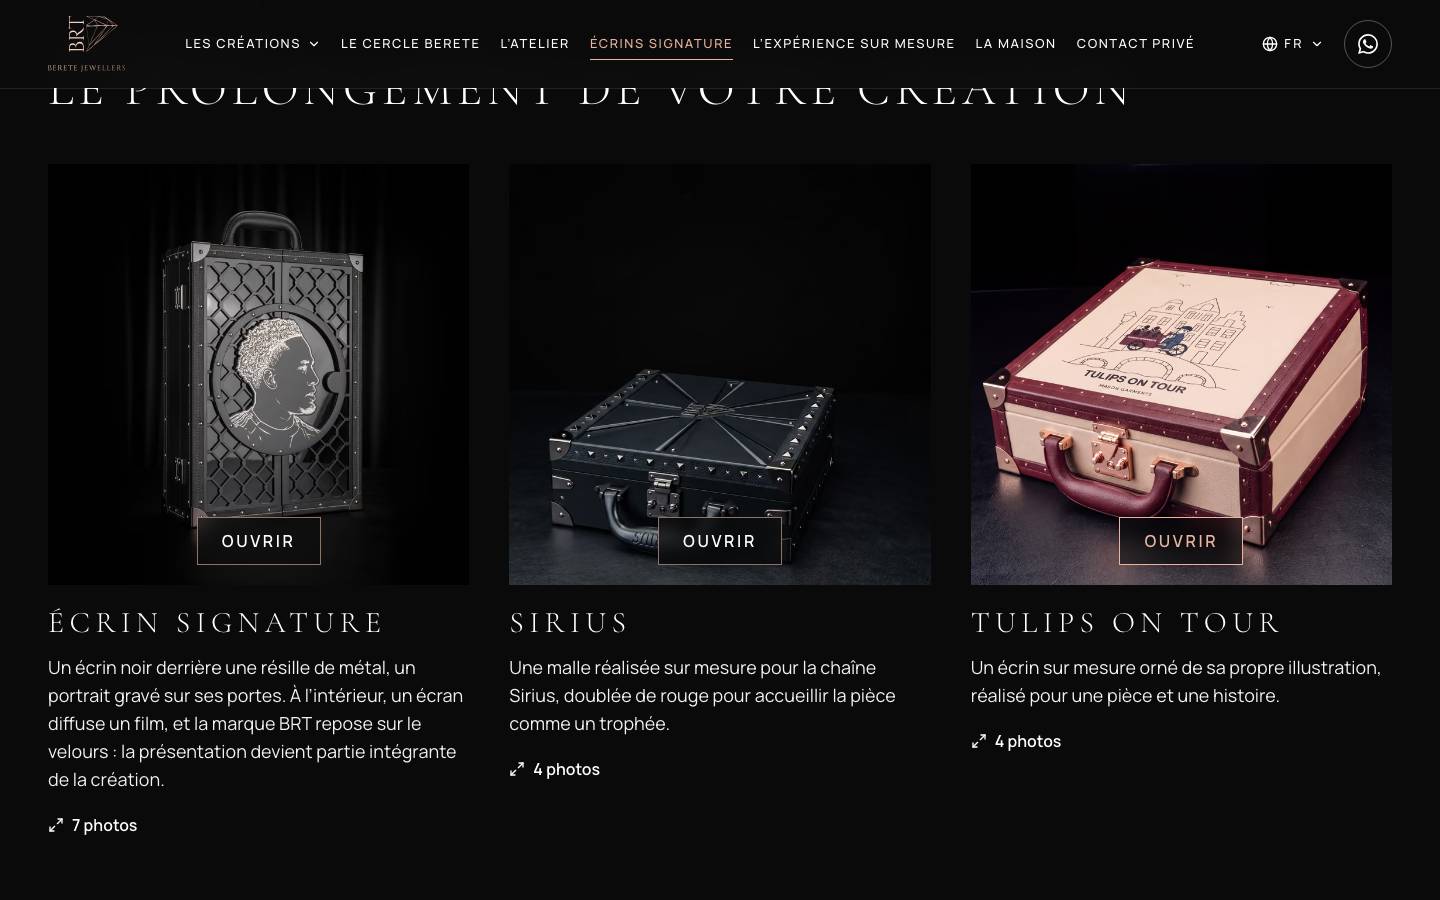 BRT
BERETE JEWELLERS
LES CRÉATIONS
LE CERCLE BERETE
L’ATELIER
ÉCRINS SIGNATURE
L’EXPÉRIENCE SUR MESURE
LA MAISON
CONTACT PRIVÉ
FR
LE PROLONGEMENT DE VOTRE CRÉATION
TULIPS ON TOUR
MAISON GARMENTS
OUVRIR
OUVRIR
OUVRIR
ÉCRIN SIGNATURE
Un écrin noir derrière une résille de métal, un
portrait gravé sur ses portes. À l’intérieur, un écran
diffuse un film, et la marque BRT repose sur le
velours : la présentation devient partie intégrante
de la création.
7 photos
SIRIUS
Une malle réalisée sur mesure pour la chaîne
Sirius, doublée de rouge pour accueillir la pièce
comme un trophée.
4 photos
TULIPS ON TOUR
Un écrin sur mesure orné de sa propre illustration,
réalisé pour une pièce et une histoire.
4 photos